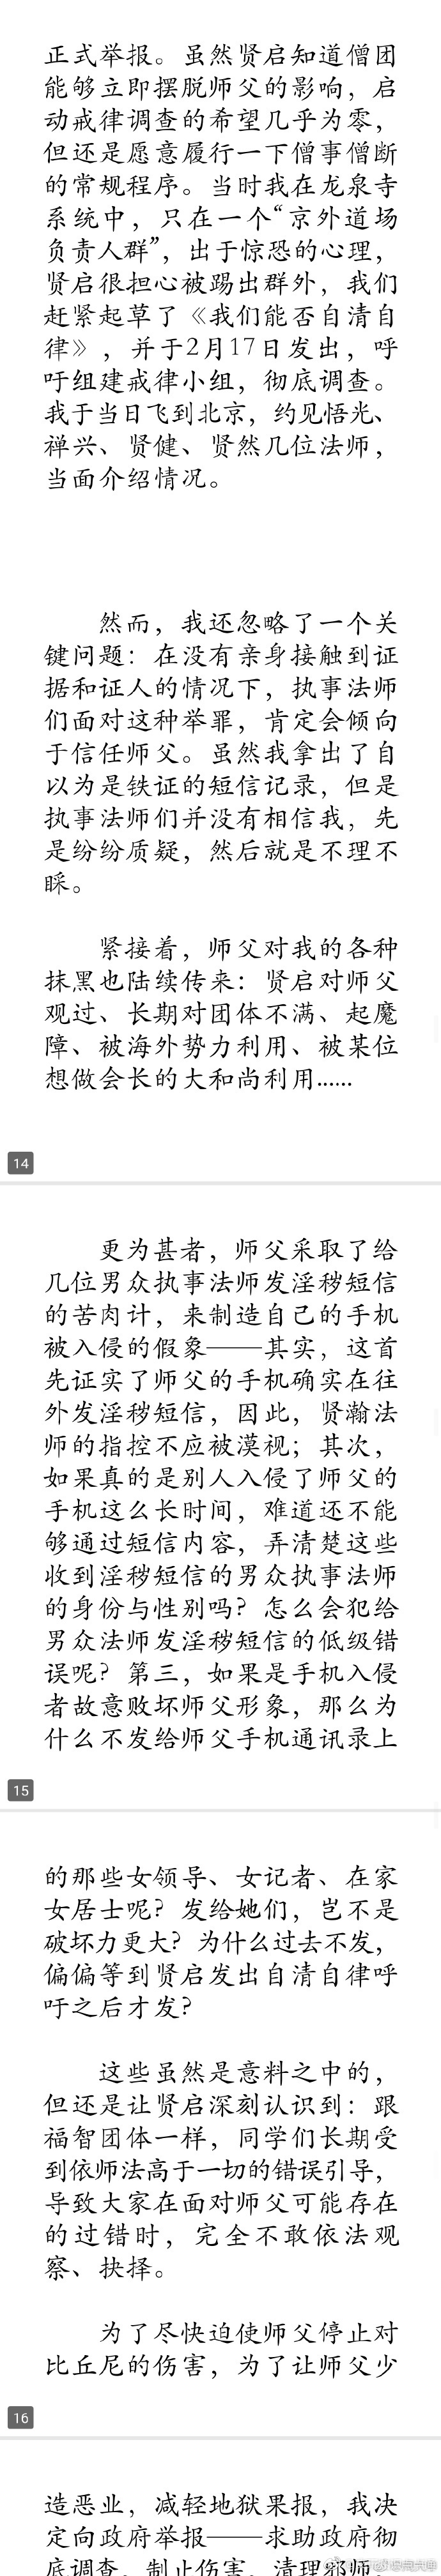 正式举报。虽然贤启知道僧团
能够立即摆脱师父的影响，启
动戒律调查的希望几乎为零，
但还是愿意履行一下僧事僧断
的常规程序。当时我在龙泉寺
系统中，只在一个“京外道场
负责人群”，出于惊恐的心理，
贤启很担心被踢出群外，我们
赶紧起草了《我们能否自清自
律》，并于2月17日发出，呼
吁组建戒律小组，彻底调查。
我于当日飞到北京，约见悟光、
禅兴、贤健、贤然几位法师，
当面介绍情况。
然而，我还忽略了一个关
键问题：在没有亲身接触到证
据和证人的情况下，执事法师
们面对这种举罪，肯定会倾向
于信任师父。虽然我拿出了自
以为是铁证的短信记录，但是
执事法师们并没有相信我，先
是纷纷质疑，然后就是不理不
睬。
紧接着，师父对我的各种
抹黑也陆续传来：贤启对师父
观过、长期对团体不满、起魔
障、被海外势力利用、被某位
想做会长的大和尚利用……
14
更为甚者，师父采取了给
几位男众执事法师发淫秽短信
的苦肉计，来制造自己的手机
被入侵的假象——其实，这首
先证实了师父的手机确实在往
外发淫秽短信，因此，贤瀚法
师的指控不应被漠视；其次，
如果真的是别人入侵了师父的
手机这么长时间，难道还不能
够通过短信内容，弄清楚这些
收到淫秽短信的男众执事法师
的身份与性别吗？怎么会犯给
男众法师发淫秽短信的低级错
误呢？第三，如果是手机入侵
者故意败坏师父形象，那么为
什么不发给师父手机通讯录上
15
的那些女领导、女记者、在家
女居士呢？发给她们，岂不是
破坏力更大？为什么过去不发，
偏偏等到贤启发出自清自律呼
吁之后才发？
这些虽然是意料之中的，
但还是让贤启深刻认识到：跟
福智团体一样，同学们长期受
到依师法高于一切的错误引导，
导致大家在面对师父可能存在
的过错时，完全不敢依法观
察、抉择。
为了尽快迫使师父停止对
比丘尼的伤害，为了让师父少
16
造恶业，减轻地狱果报，我决
定向政府举报——求助政府彻
底调查，制止伤害，清理邪师，